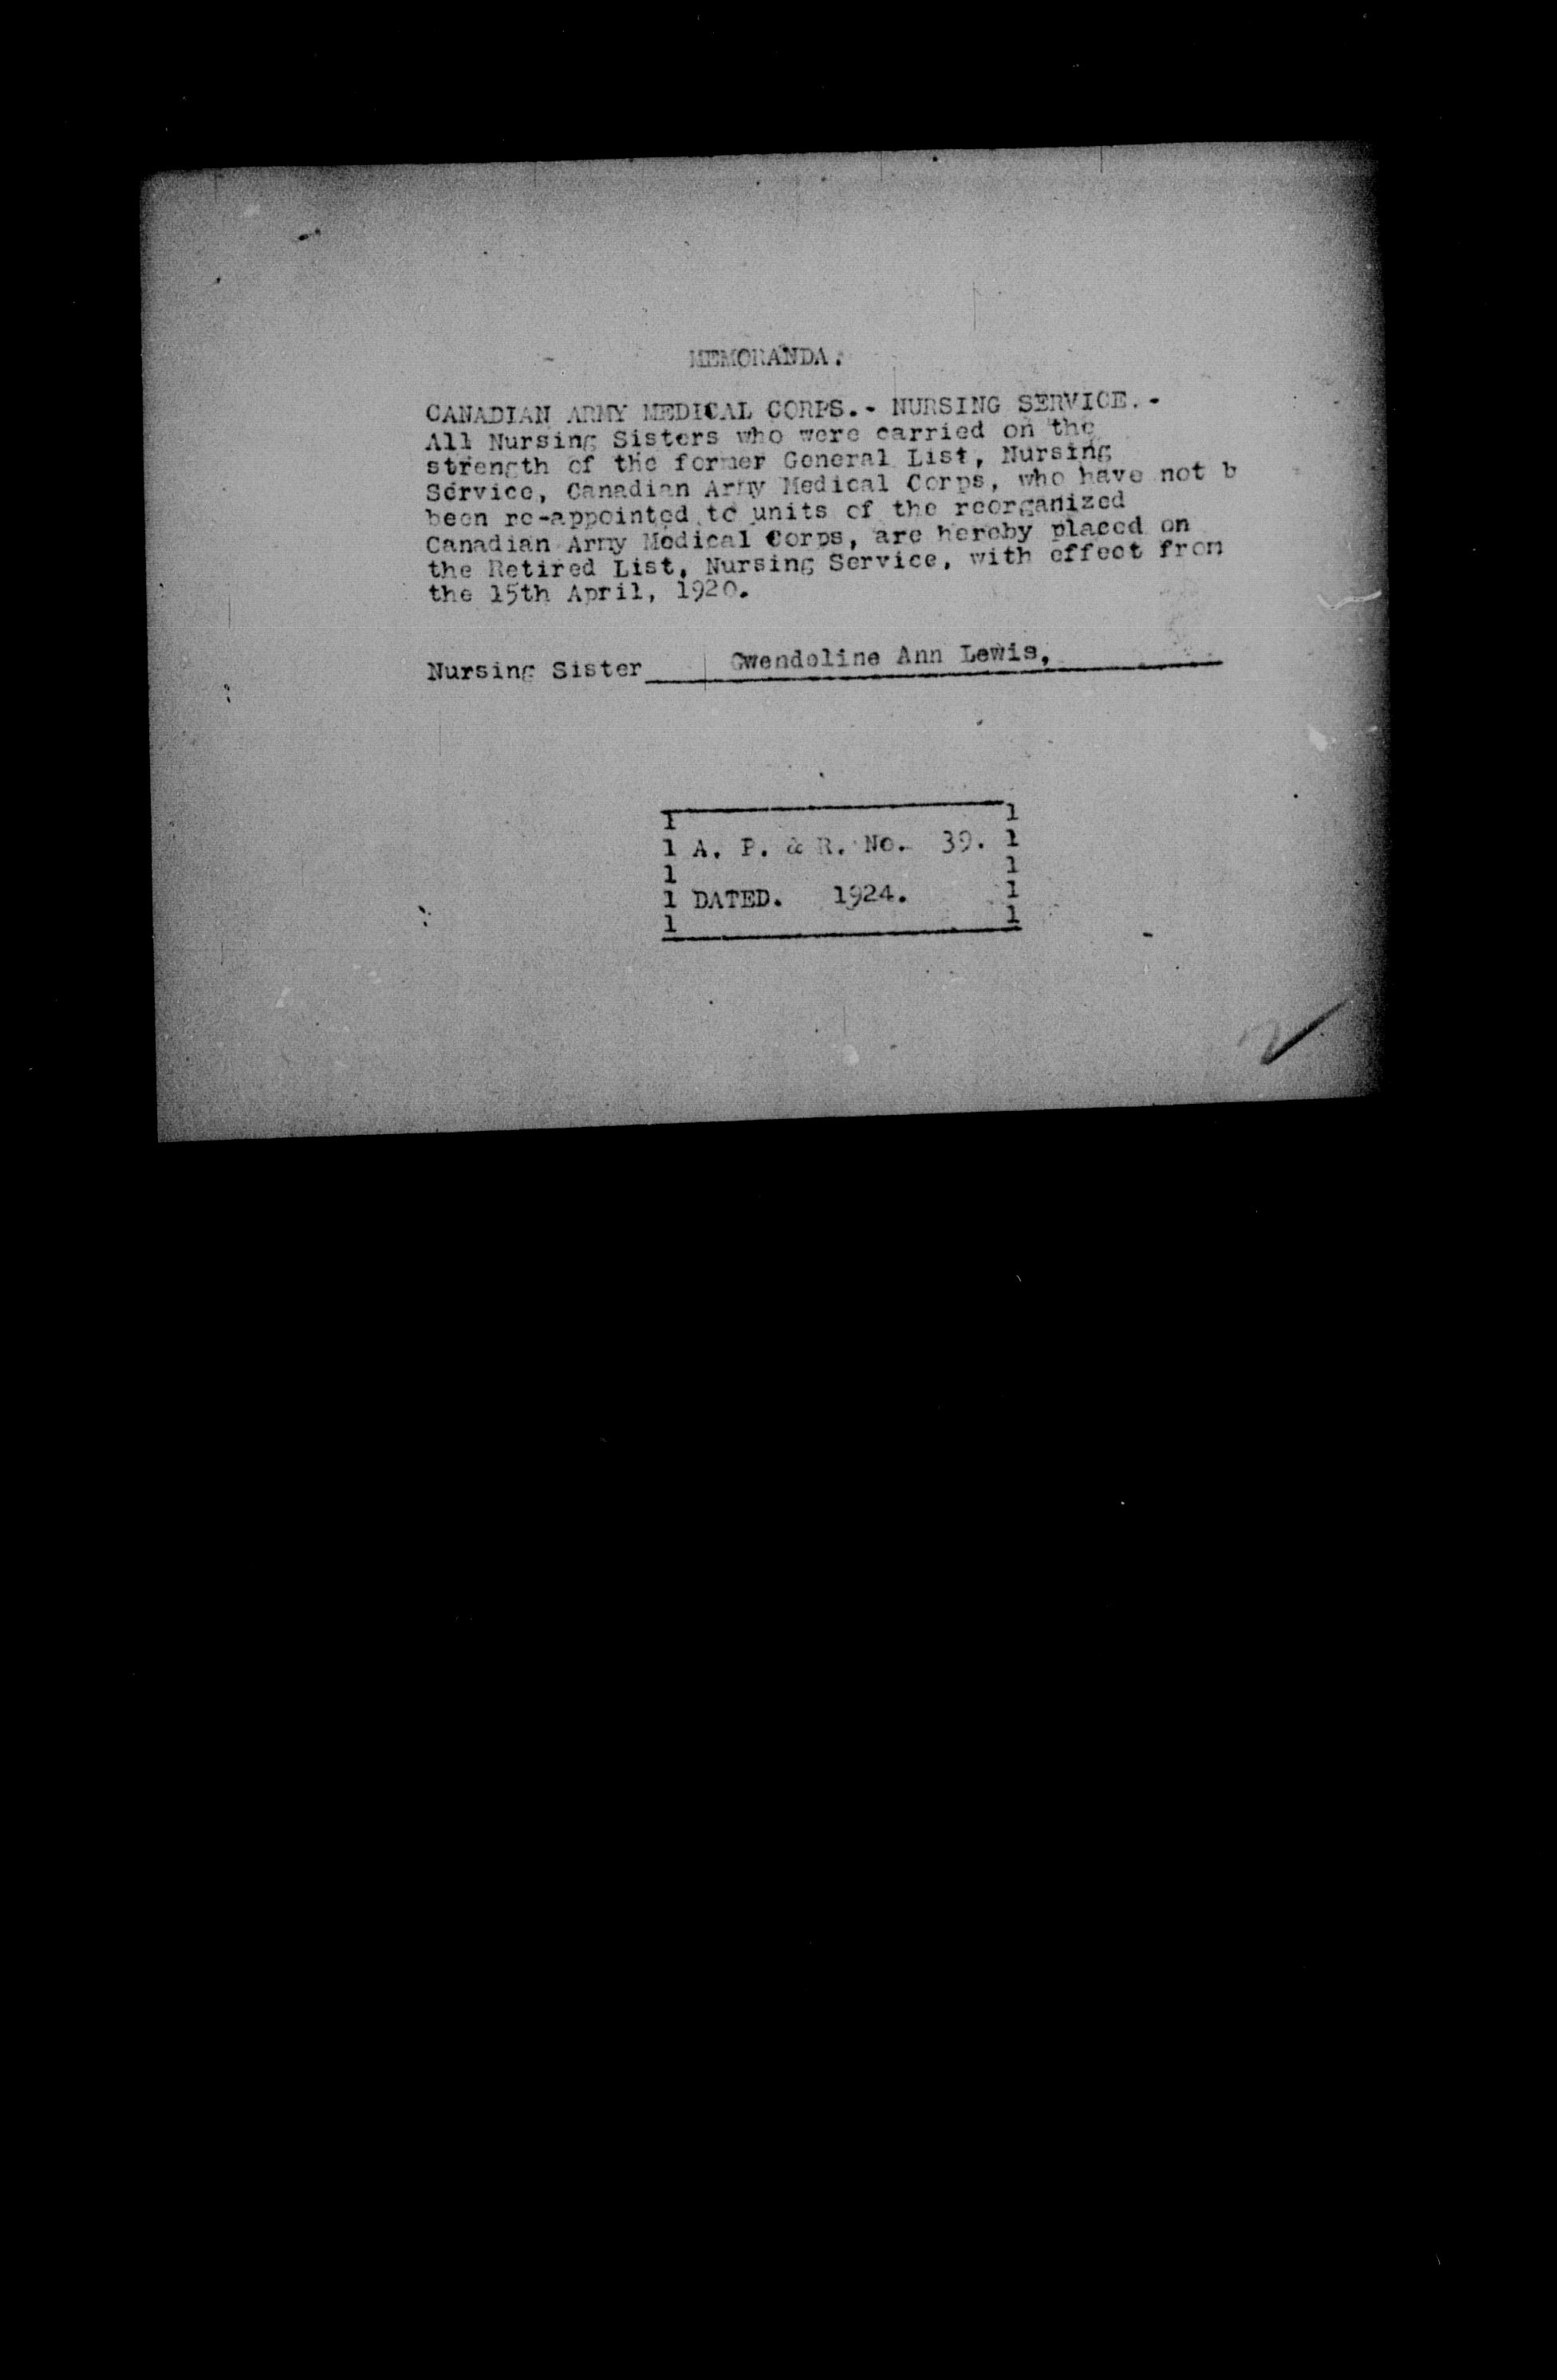 MEMORANDA.
CANADIAN ARMY MEDICAL CORPS.- NURSING SERVICE.-
All Nursing Sisters who were carried on the
strength of the former General List, Nursing
Service, Canadian Army Medical Corps, who have not b
been re-appointed to units of the reorganized
Canadian Army Medical Corps, are hereby placed on
the Retired List, Nursing Service, with effect from
the 15th April, 1920.
Nursing Sister Gwendoline Ann Lewis,
A. P. & R. No. 39.
DATED. 1924.